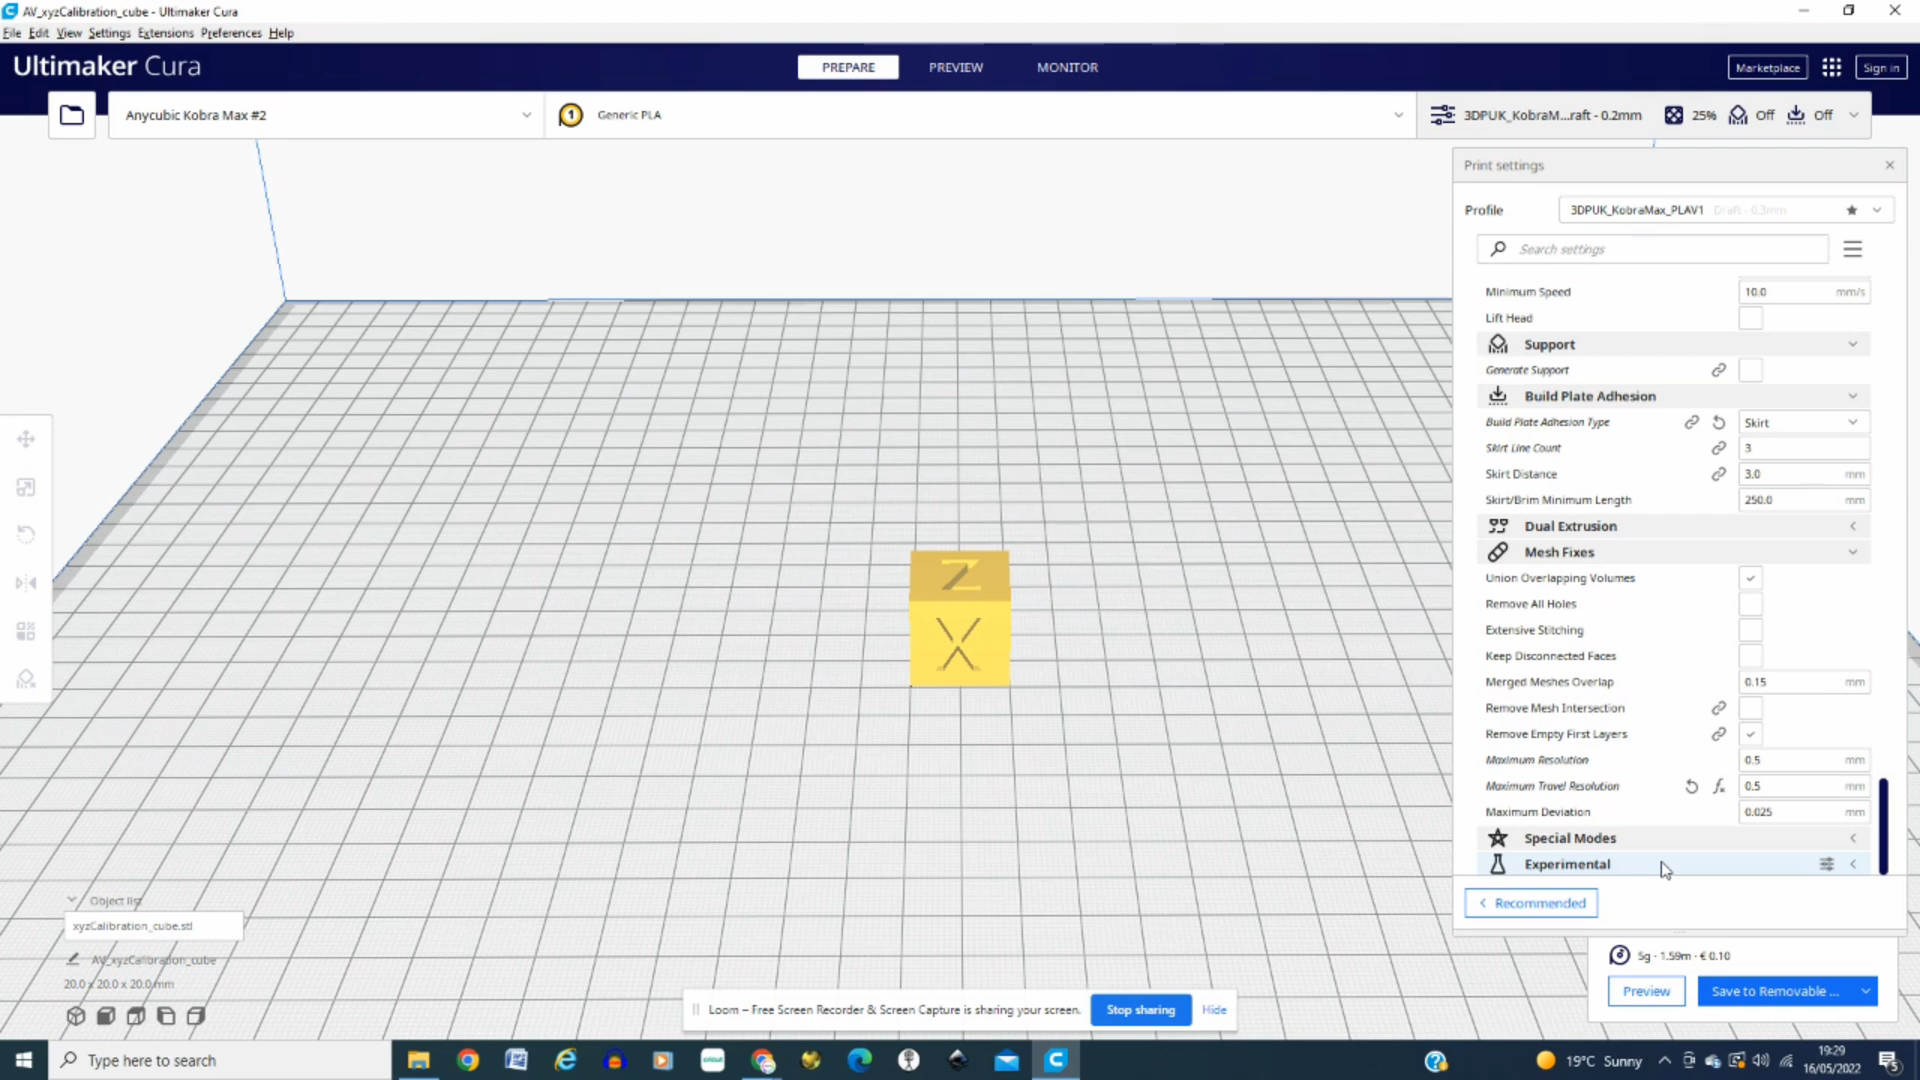 AV_xyzCalibration_cube - Ultimaker Cura
File Edit View Settings Extensions Preferences Help
Ultimaker Cura
PREPARE
PREVIEW
MONITOR
Marketplace
Sign in
Anycubic Kobra Max #2
1
Generic PLA
3DPUK_KobraM...raft - 0.2mm
25%
Off
Off
Print settings
Profile
3DPUK_KobraMax_PLAV1 Draft - 0.3mm
Search settings
Minimum Speed 10.0 mm/s
Lift Head
Support
Generate Support
Build Plate Adhesion
Build Plate Adhesion Type Skirt
Skirt Line Count 3
Skirt Distance 3.0 mm
Skirt/Brim Minimum Length 250.0 mm
Dual Extrusion
Mesh Fixes
Union Overlapping Volumes
Remove All Holes
Extensive Stitching
Keep Disconnected Faces
Merged Meshes Overlap 0.15 mm
Remove Mesh Intersection
Remove Empty First Layers
Maximum Resolution 0.5 mm
Maximum Travel Resolution 0.5 mm
Maximum Deviation 0.025 mm
Special Modes
Experimental
Recommended
Z
X
Object list
xyzCalibration_cube.stl
AV_xyzCalibration_cube
20.0 x 20.0 x 20.0 mm
5g · 1.59m · € 0.10
Preview
Save to Removable ...
Loom – Free Screen Recorder & Screen Capture is sharing your screen.
Stop sharing
Hide
Type here to search
19°C Sunny
19:29
16/05/2022
5